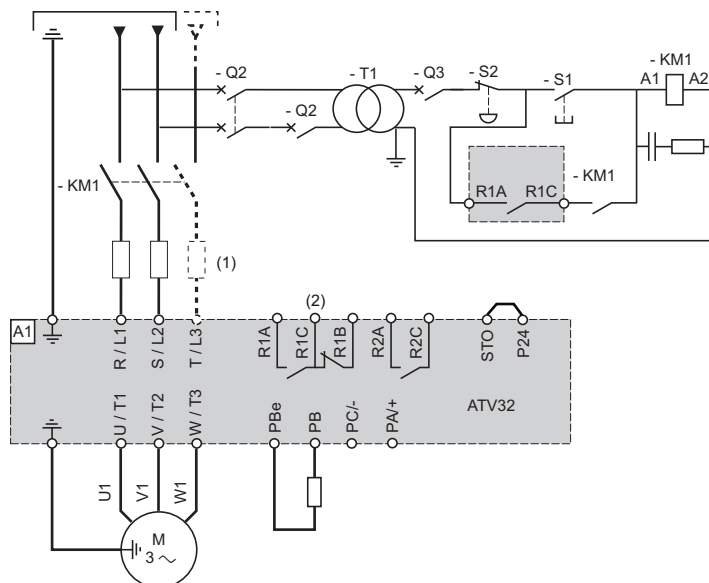 - Q2
- T1
- Q3
- S2
- S1
- KM1
A1
A2
- Q2
- KM1
R1A
R1C
- KM1
(1)
(2)
A1
R / L1
S / L2
T / L3
R1A
R1C
R1B
R2A
R2C
STO
P24
ATV32
U / T1
V / T2
W / T3
PBe
PB
PC/-
PA/+
U1
V1
W1
M
3 ~